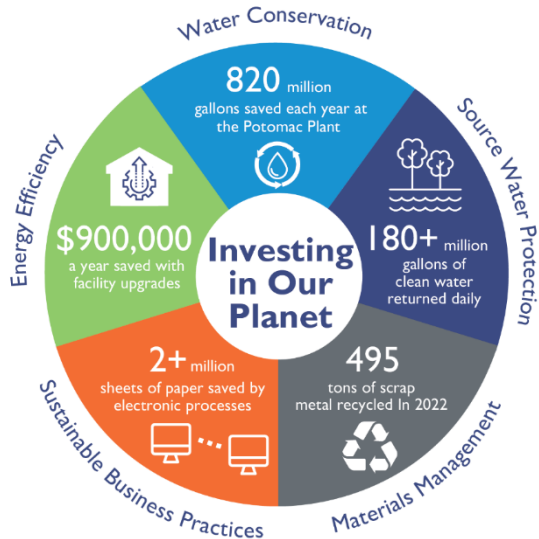 Water Conservation
820 million
gallons saved each year at
the Potomac Plant
Source Water Protection
180+ million
gallons of
clean water
returned daily
Materials Management
495
tons of scrap
metal recycled In 2022
Sustainable Business Practices
2+ million
sheets of paper saved by
electronic processes
Energy Efficiency
$900,000
a year saved with
facility upgrades
Investing
in Our
Planet